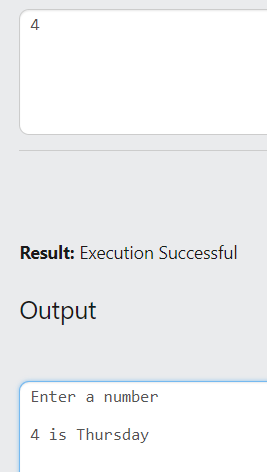 4
Result: Execution Successful
Output
Enter a number
4 is Thursday